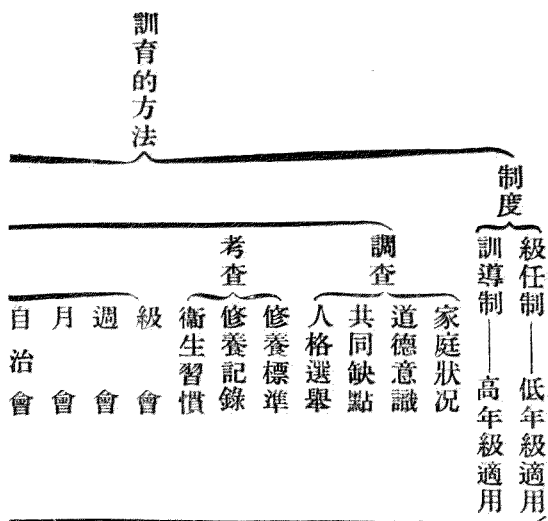 訓育的方法
制度
級任制——低年級適用
訓導制——高年級適用
調查
家庭狀况
道德意識
共同缺點
人格選舉
考查
修養標準
修養記錄
衞生習慣
級會
週會
月會
自治會